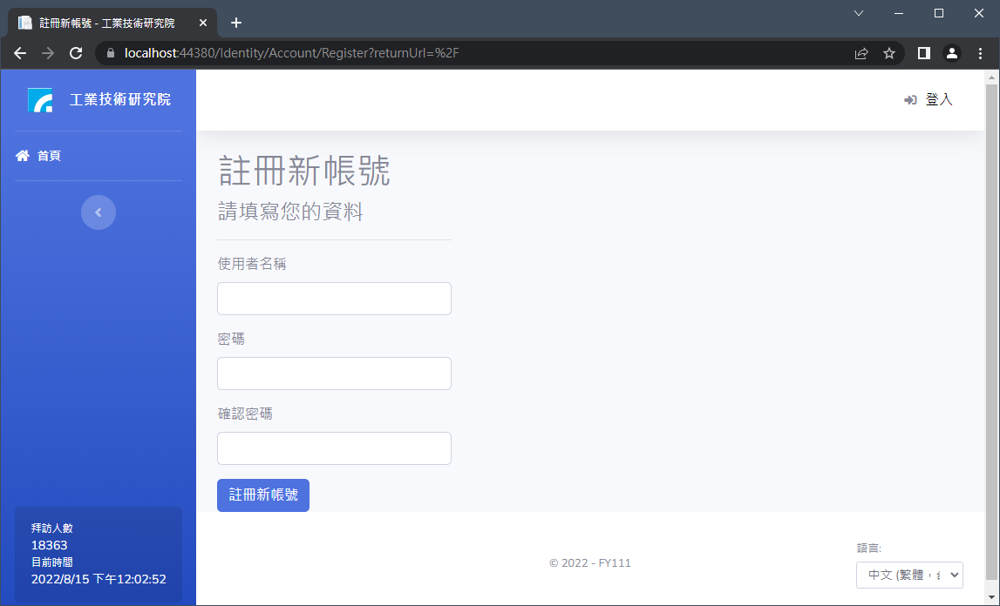 註冊新帳號 - 工業技術研究院
localhost:44380/Identity/Account/Register?returnUrl=%2F
工業技術研究院
登入
首頁
註冊新帳號
請填寫您的資料
使用者名稱
密碼
確認密碼
註冊新帳號
拜訪人數
18363
目前時間
2022/8/15 下午12:02:52
© 2022 - FY111
語言:
中文 (繁體，